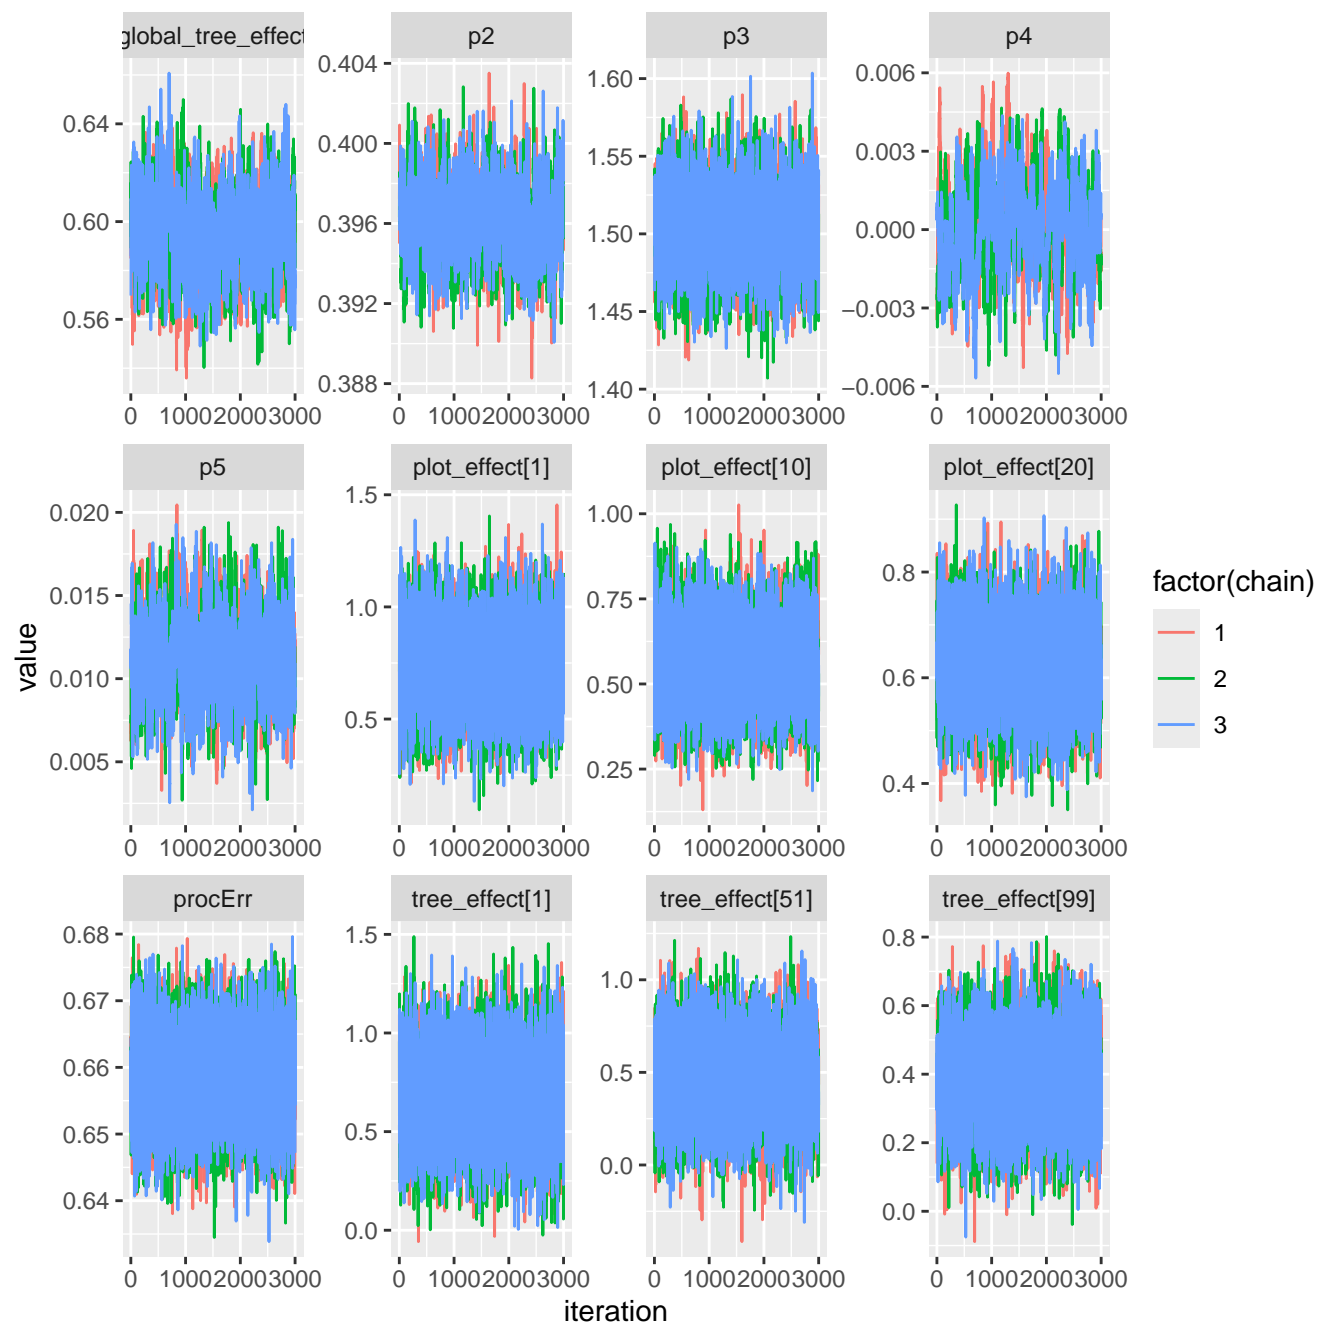 global_tree_effect
p2
p3
p4
0.64
0.60
0.56
0.404
0.400
0.396
0.392
0.388
1.60
1.55
1.50
1.45
1.40
0.006
0.003
0.000
−0.003
−0.006
0 1000 2000 3000
0 1000 2000 3000
0 1000 2000 3000
0 1000 2000 3000
p5
plot_effect[1]
plot_effect[10]
plot_effect[20]
0.020
0.015
0.010
0.005
1.5
1.0
0.5
1.00
0.75
0.50
0.25
0.8
0.6
0.4
0 1000 2000 3000
0 1000 2000 3000
0 1000 2000 3000
0 1000 2000 3000
procErr
tree_effect[1]
tree_effect[51]
tree_effect[99]
0.68
0.67
0.66
0.65
0.64
1.5
1.0
0.5
0.0
1.0
0.5
0.0
0.8
0.6
0.4
0.2
0.0
0 1000 2000 3000
0 1000 2000 3000
0 1000 2000 3000
0 1000 2000 3000
value
iteration
factor(chain)
1
2
3